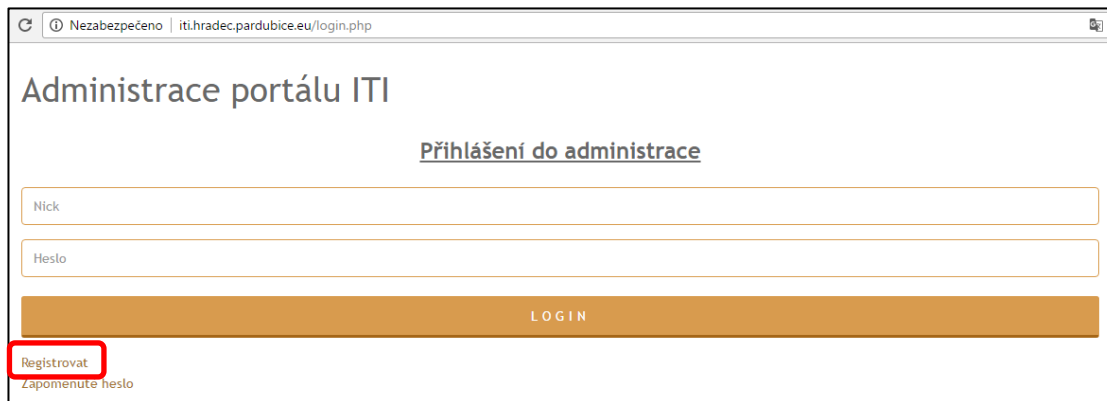 Nezabezpečeno | iti.hradec.pardubice.eu/login.php
Administrace portálu ITI
Přihlášení do administrace
Nick
Heslo
LOGIN
Registrovat
Zapomenuté heslo